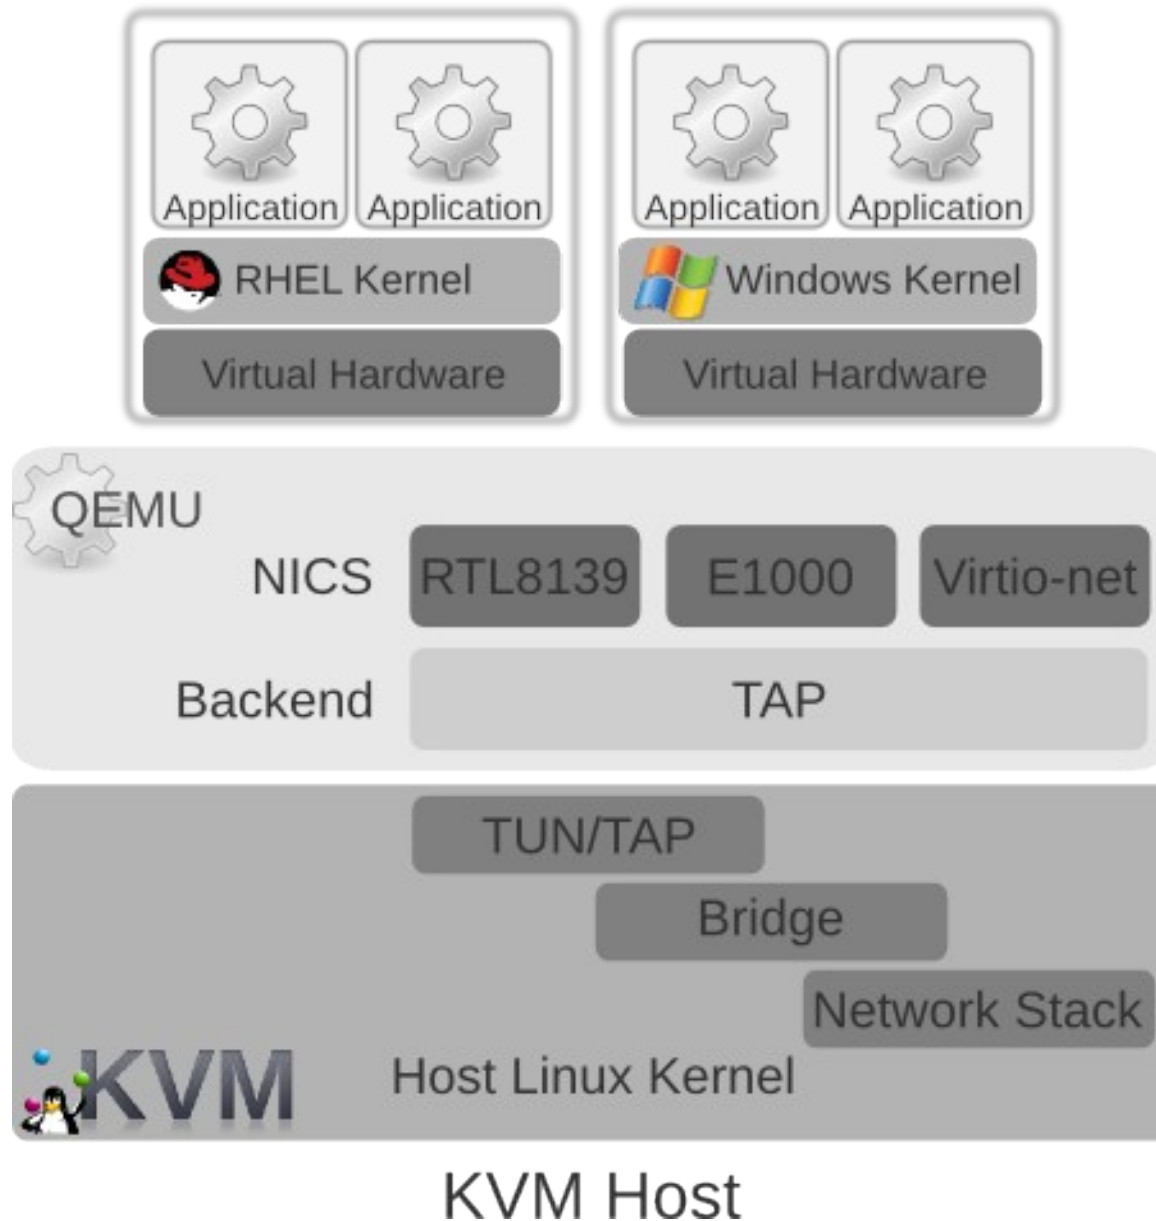 Application Application Application Application
RHEL Kernel Windows Kernel
Virtual Hardware Virtual Hardware
QEMU
NICS RTL8139 E1000 Virtio-net
Backend TAP
TUN/TAP
Bridge
Network Stack
KVM Host Linux Kernel
KVM Host